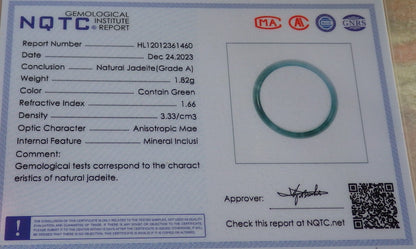 NQTC® GEMOLOGICAL
INSTITUTE
REPORT
MA
CNAS
GNRS
Report Number HL12012361460
Date Dec 24,2023
Conclusion Natural Jadeite(Grade A)
Weight 1.82g
Color Contain Green
Refractive Index 1.66
Density 3.33/cm3
Optic Character Anisotropic Mae
Internal Feature Mineral Inclusi
Comment:
Gemological tests correspond to the charact
eristics of natural jadeite.
Approver:
Check this report at NQTC.net